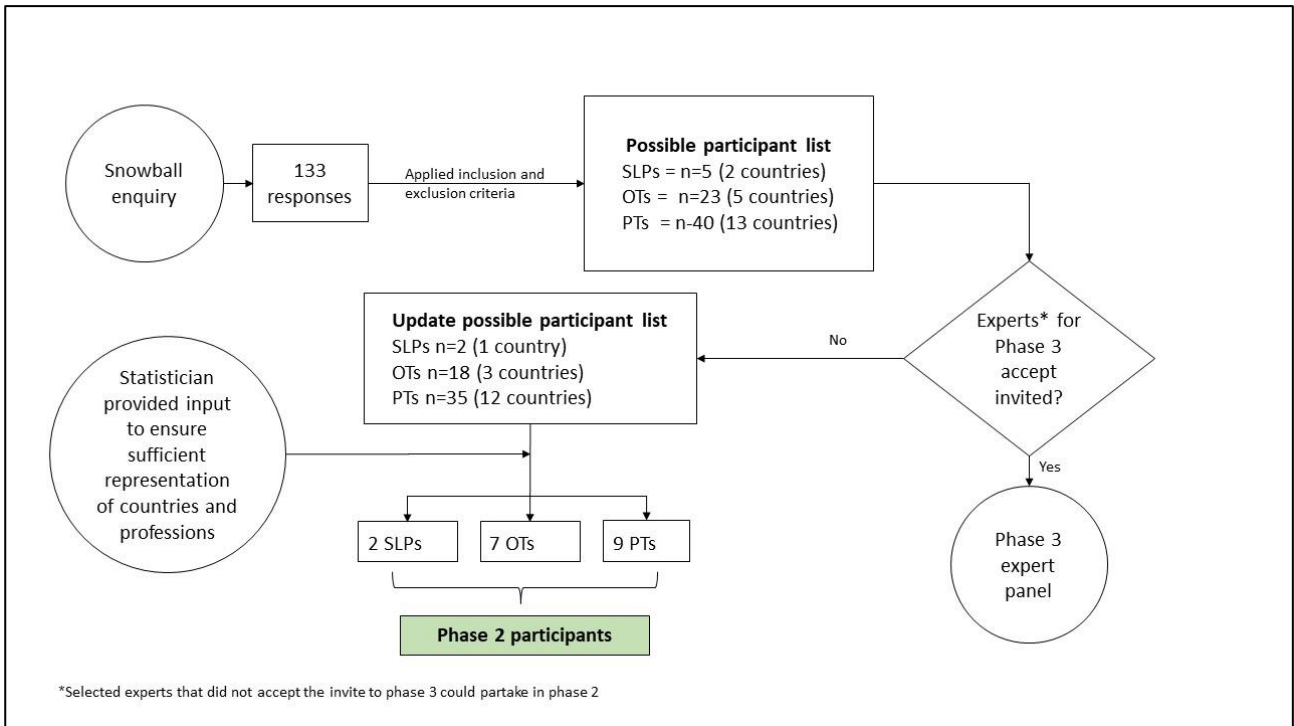 Snowball
enquiry
133
responses
Applied inclusion and
exclusion criteria
Possible participant list
SLPs = n=5 (2 countries)
OTs = n=23 (5 countries)
PTs = n-40 (13 countries)
Experts* for
Phase 3
accept
invited?
No
Yes
Update possible participant list
SLPs n=2 (1 country)
OTs n=18 (3 countries)
PTs n=35 (12 countries)
Statistician
provided input
to ensure
sufficient
representation
of countries and
professions
2 SLPs
7 OTs
9 PTs
Phase 2 participants
Phase 3
expert
panel
*Selected experts that did not accept the invite to phase 3 could partake in phase 2